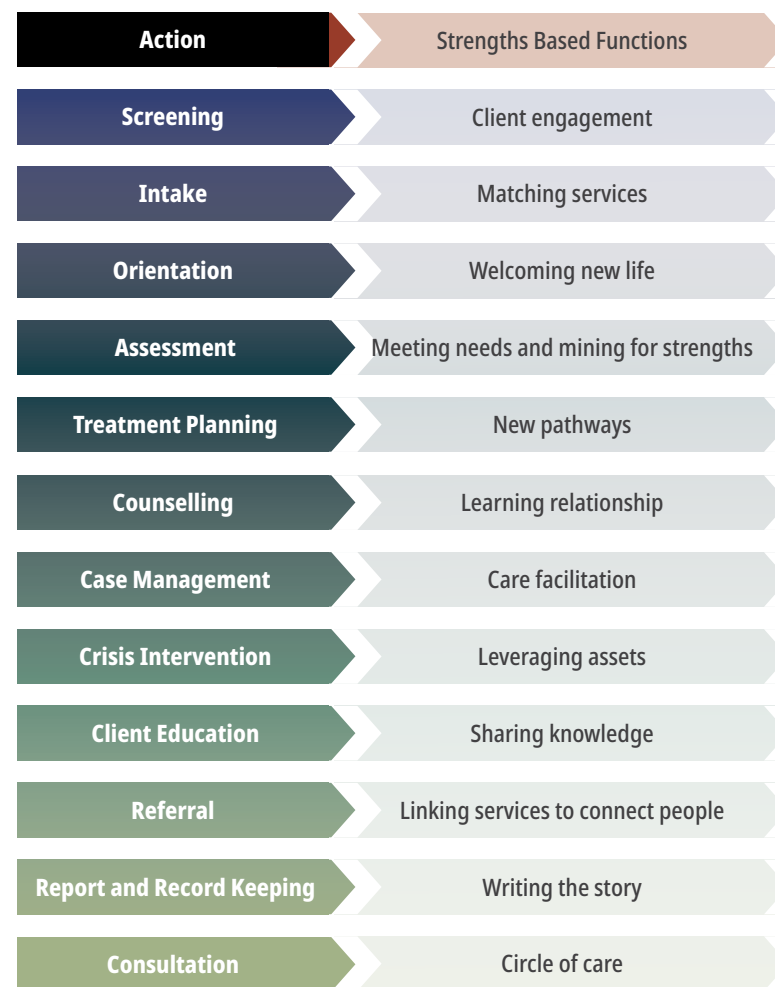 Action
Strengths Based Functions
Screening
Client engagement
Intake
Matching services
Orientation
Welcoming new life
Assessment
Meeting needs and mining for strengths
Treatment Planning
New pathways
Counselling
Learning relationship
Case Management
Care facilitation
Crisis Intervention
Leveraging assets
Client Education
Sharing knowledge
Referral
Linking services to connect people
Report and Record Keeping
Writing the story
Consultation
Circle of care